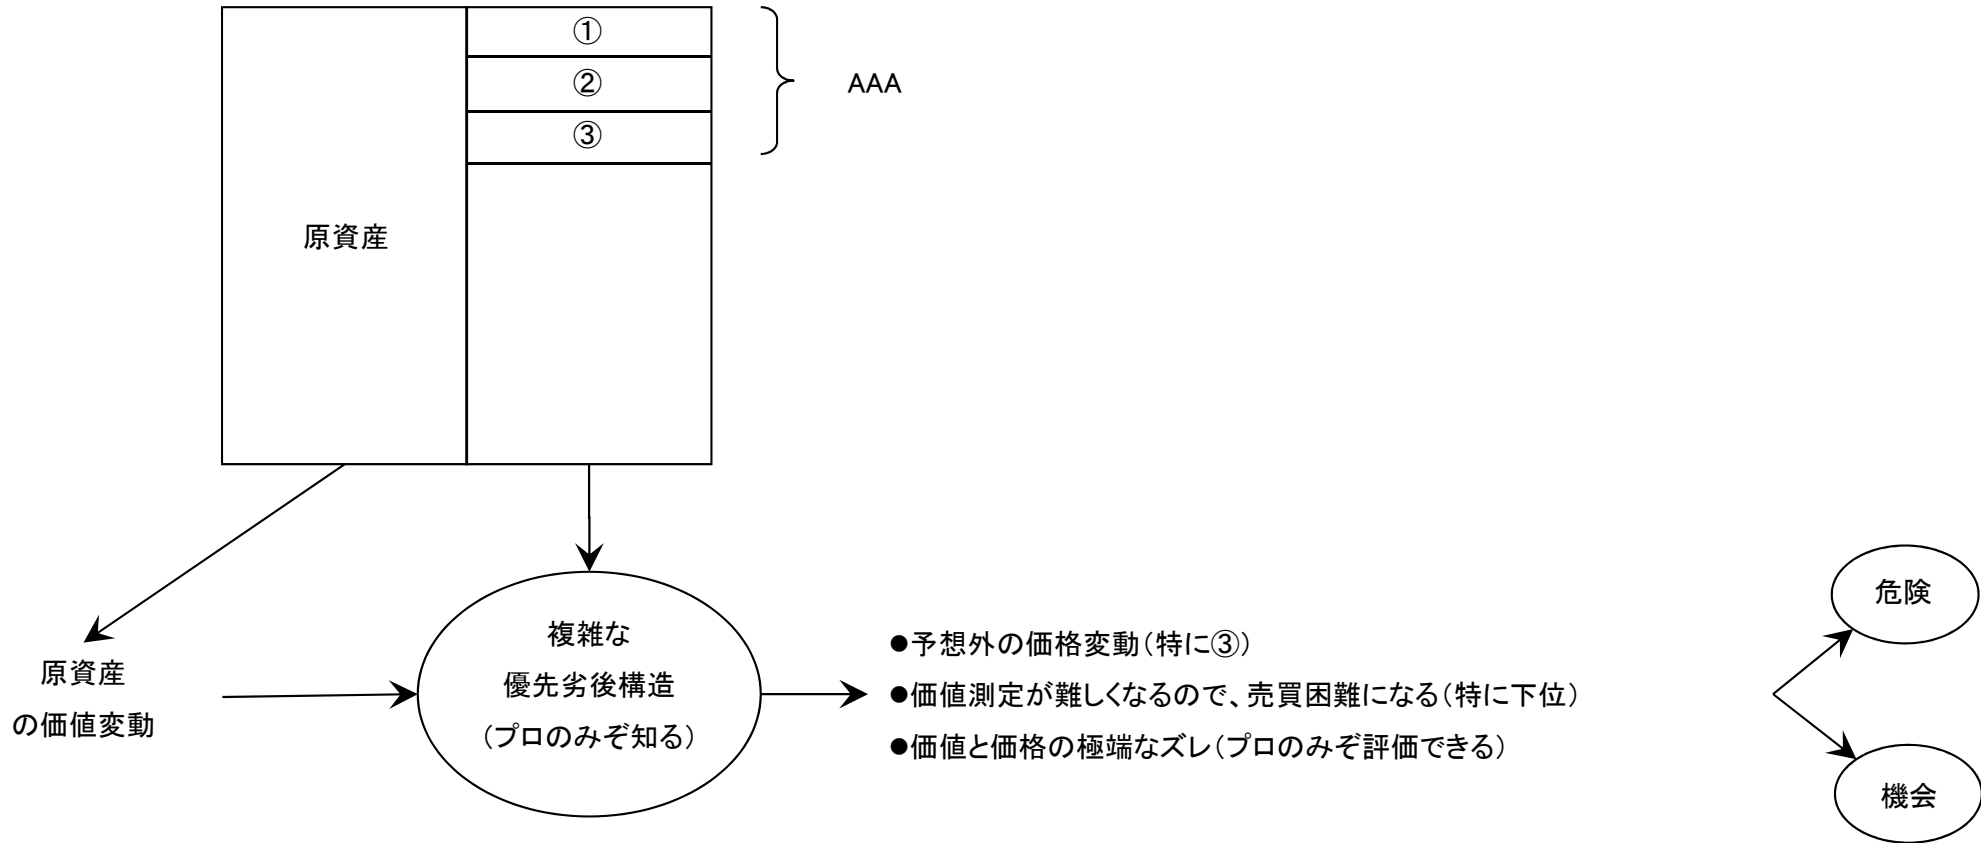 ①
②
③
AAA
原資産
原資産
の価値変動
複雑な
優先劣後構造
（プロのみぞ知る）
●予想外の価格変動（特に③）
●価値測定が難しくなるので、売買困難になる（特に下位）
●価値と価格の極端なズレ（プロのみぞ評価できる）
危険
機会